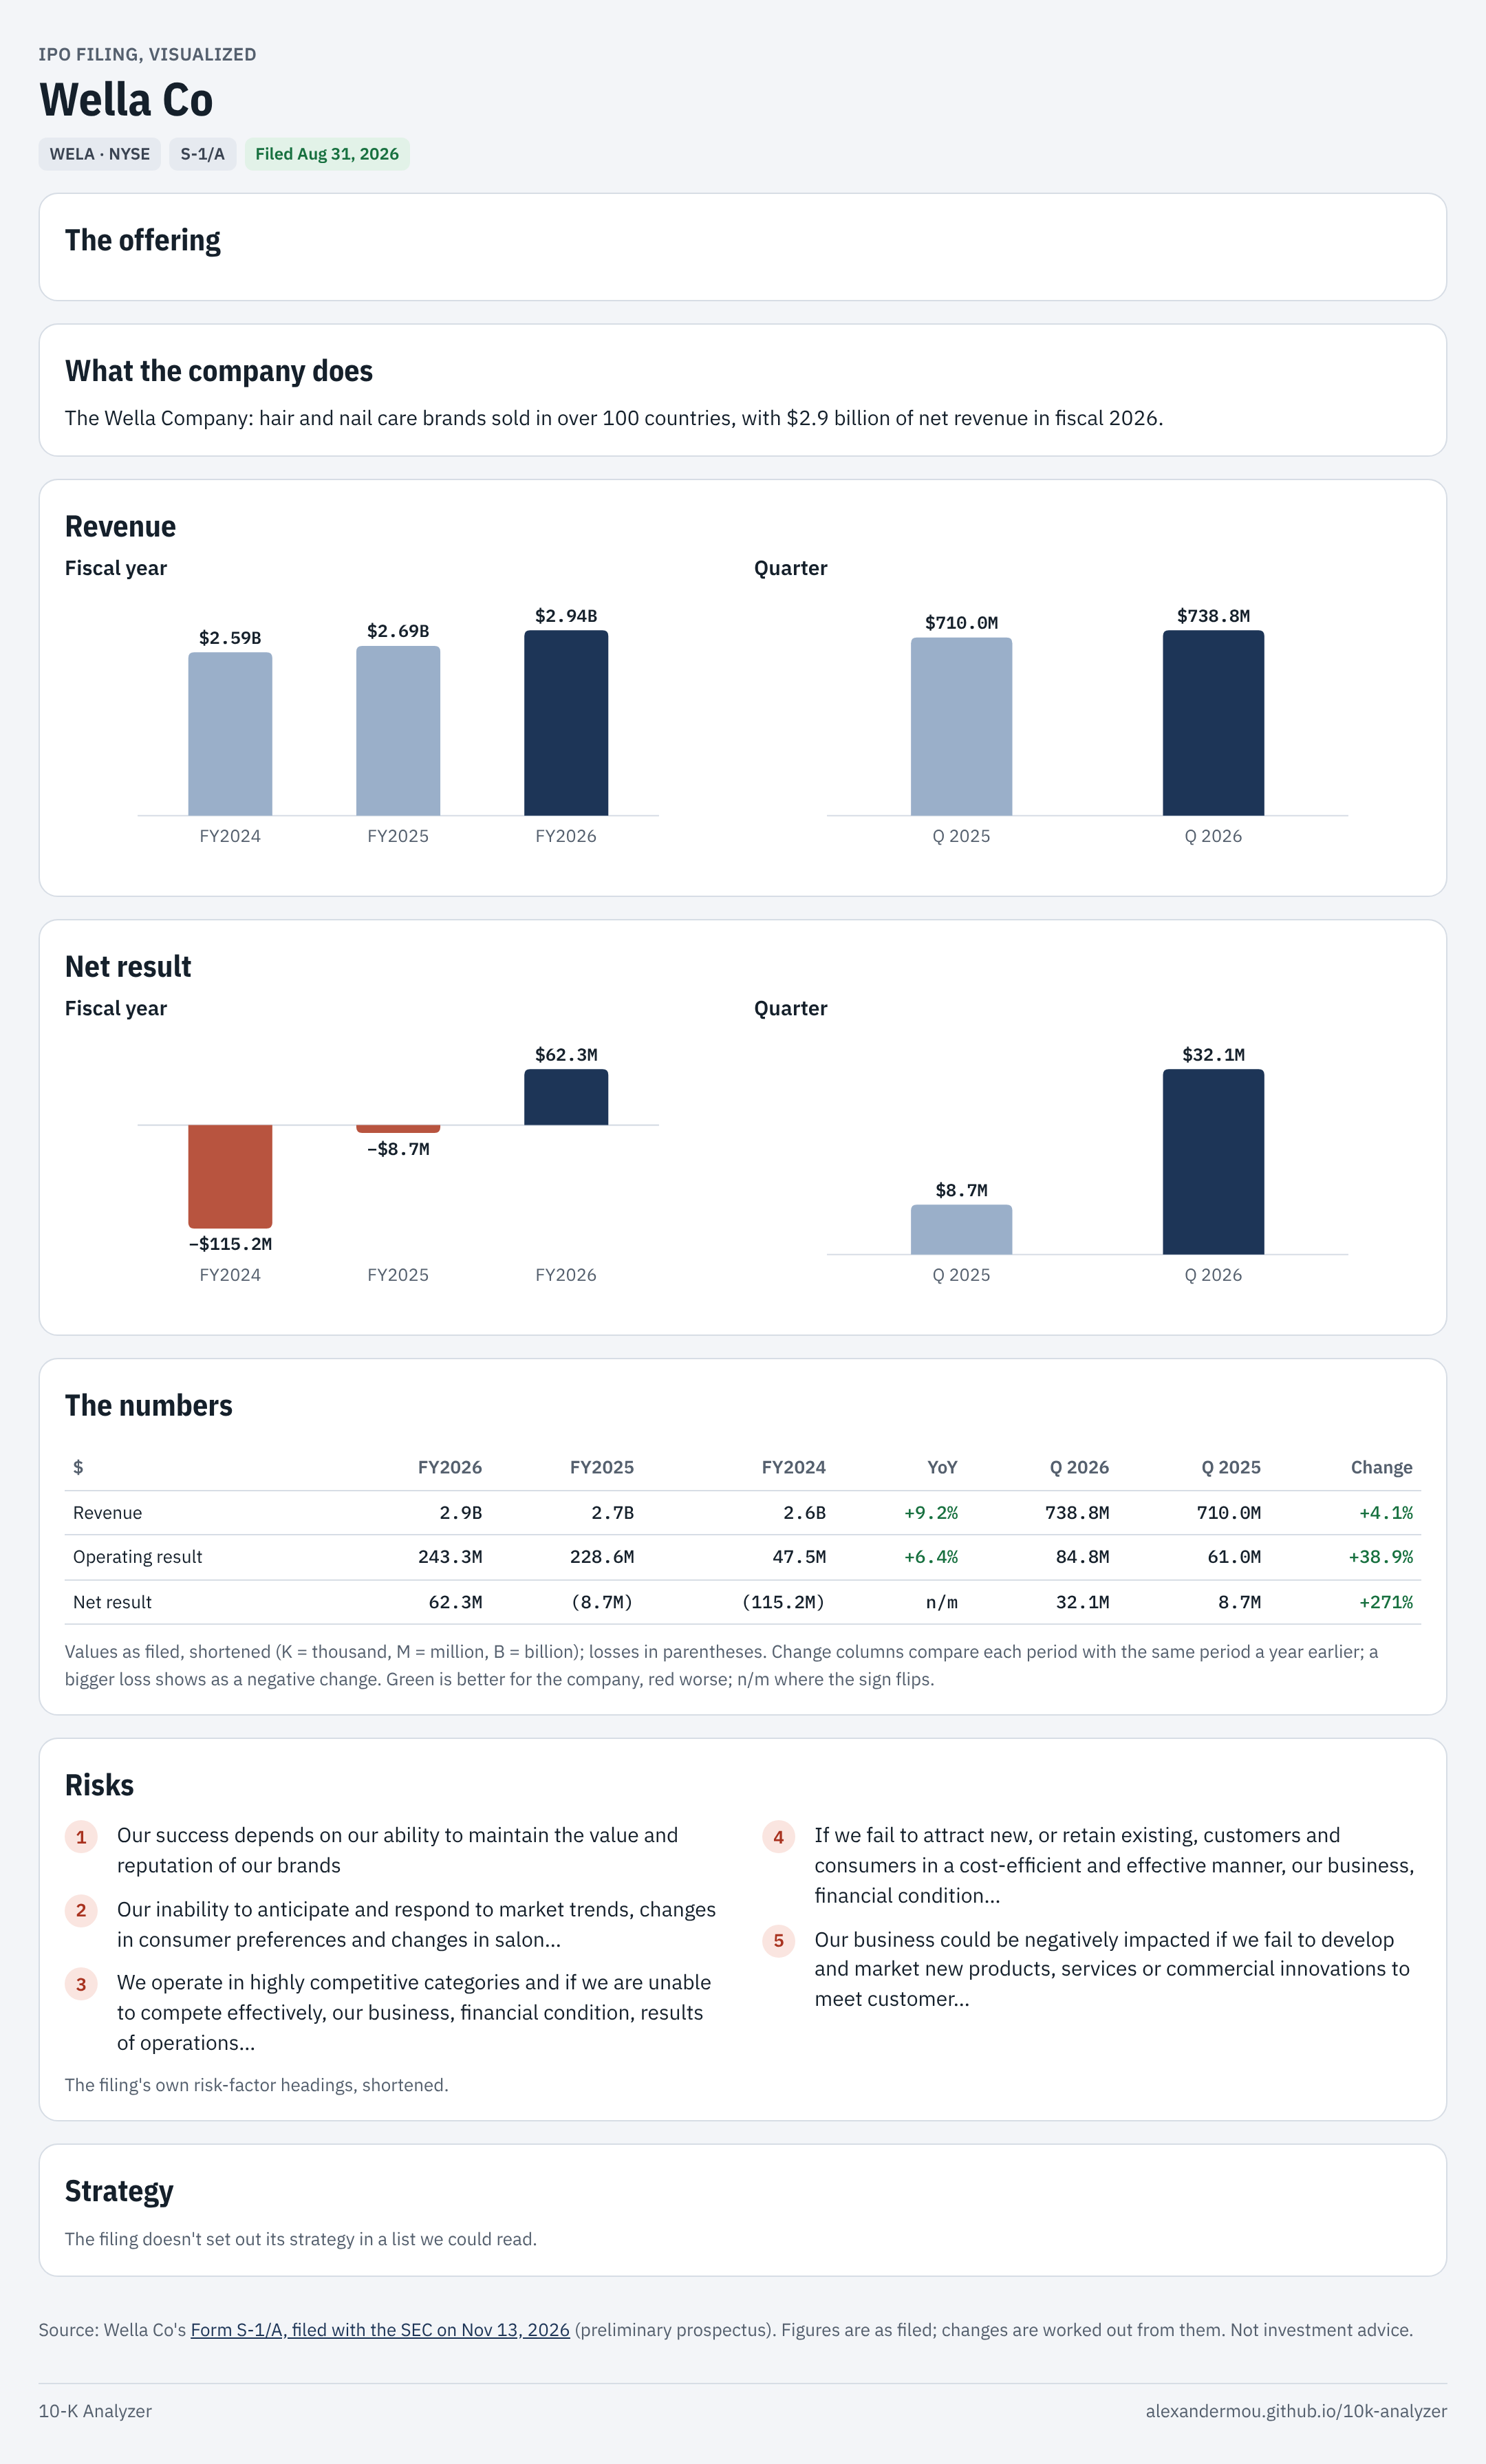 IPO FILING, VISUALIZED
Wella Co
WELA · NYSE
S-1/A
Filed Aug 31, 2026
The offering
What the company does
The Wella Company: hair and nail care brands sold in over 100 countries, with $2.9 billion of net revenue in fiscal 2026.
Revenue
Fiscal year
$2.59B
$2.69B
$2.94B
FY2024
FY2025
FY2026
Quarter
$710.0M
$738.8M
Q 2025
Q 2026
Net result
Fiscal year
$62.3M
−$8.7M
−$115.2M
FY2024
FY2025
FY2026
Quarter
$32.1M
$8.7M
Q 2025
Q 2026
The numbers
$ FY2026 FY2025 FY2024 YoY Q 2026 Q 2025 Change
Revenue 2.9B 2.7B 2.6B +9.2% 738.8M 710.0M +4.1%
Operating result 243.3M 228.6M 47.5M +6.4% 84.8M 61.0M +38.9%
Net result 62.3M (8.7M) (115.2M) n/m 32.1M 8.7M +271%
Values as filed, shortened (K = thousand, M = million, B = billion); losses in parentheses. Change columns compare each period with the same period a year earlier; a
bigger loss shows as a negative change. Green is better for the company, red worse; n/m where the sign flips.
Risks
1 Our success depends on our ability to maintain the value and
reputation of our brands
2 Our inability to anticipate and respond to market trends, changes
in consumer preferences and changes in salon…
3 We operate in highly competitive categories and if we are unable
to compete effectively, our business, financial condition, results
of operations…
4 If we fail to attract new, or retain existing, customers and
consumers in a cost-efficient and effective manner, our business,
financial condition…
5 Our business could be negatively impacted if we fail to develop
and market new products, services or commercial innovations to
meet customer…
The filing's own risk-factor headings, shortened.
Strategy
The filing doesn't set out its strategy in a list we could read.
Source: Wella Co's Form S-1/A, filed with the SEC on Nov 13, 2026 (preliminary prospectus). Figures are as filed; changes are worked out from them. Not investment advice.
10-K Analyzer
alexandermou.github.io/10k-analyzer